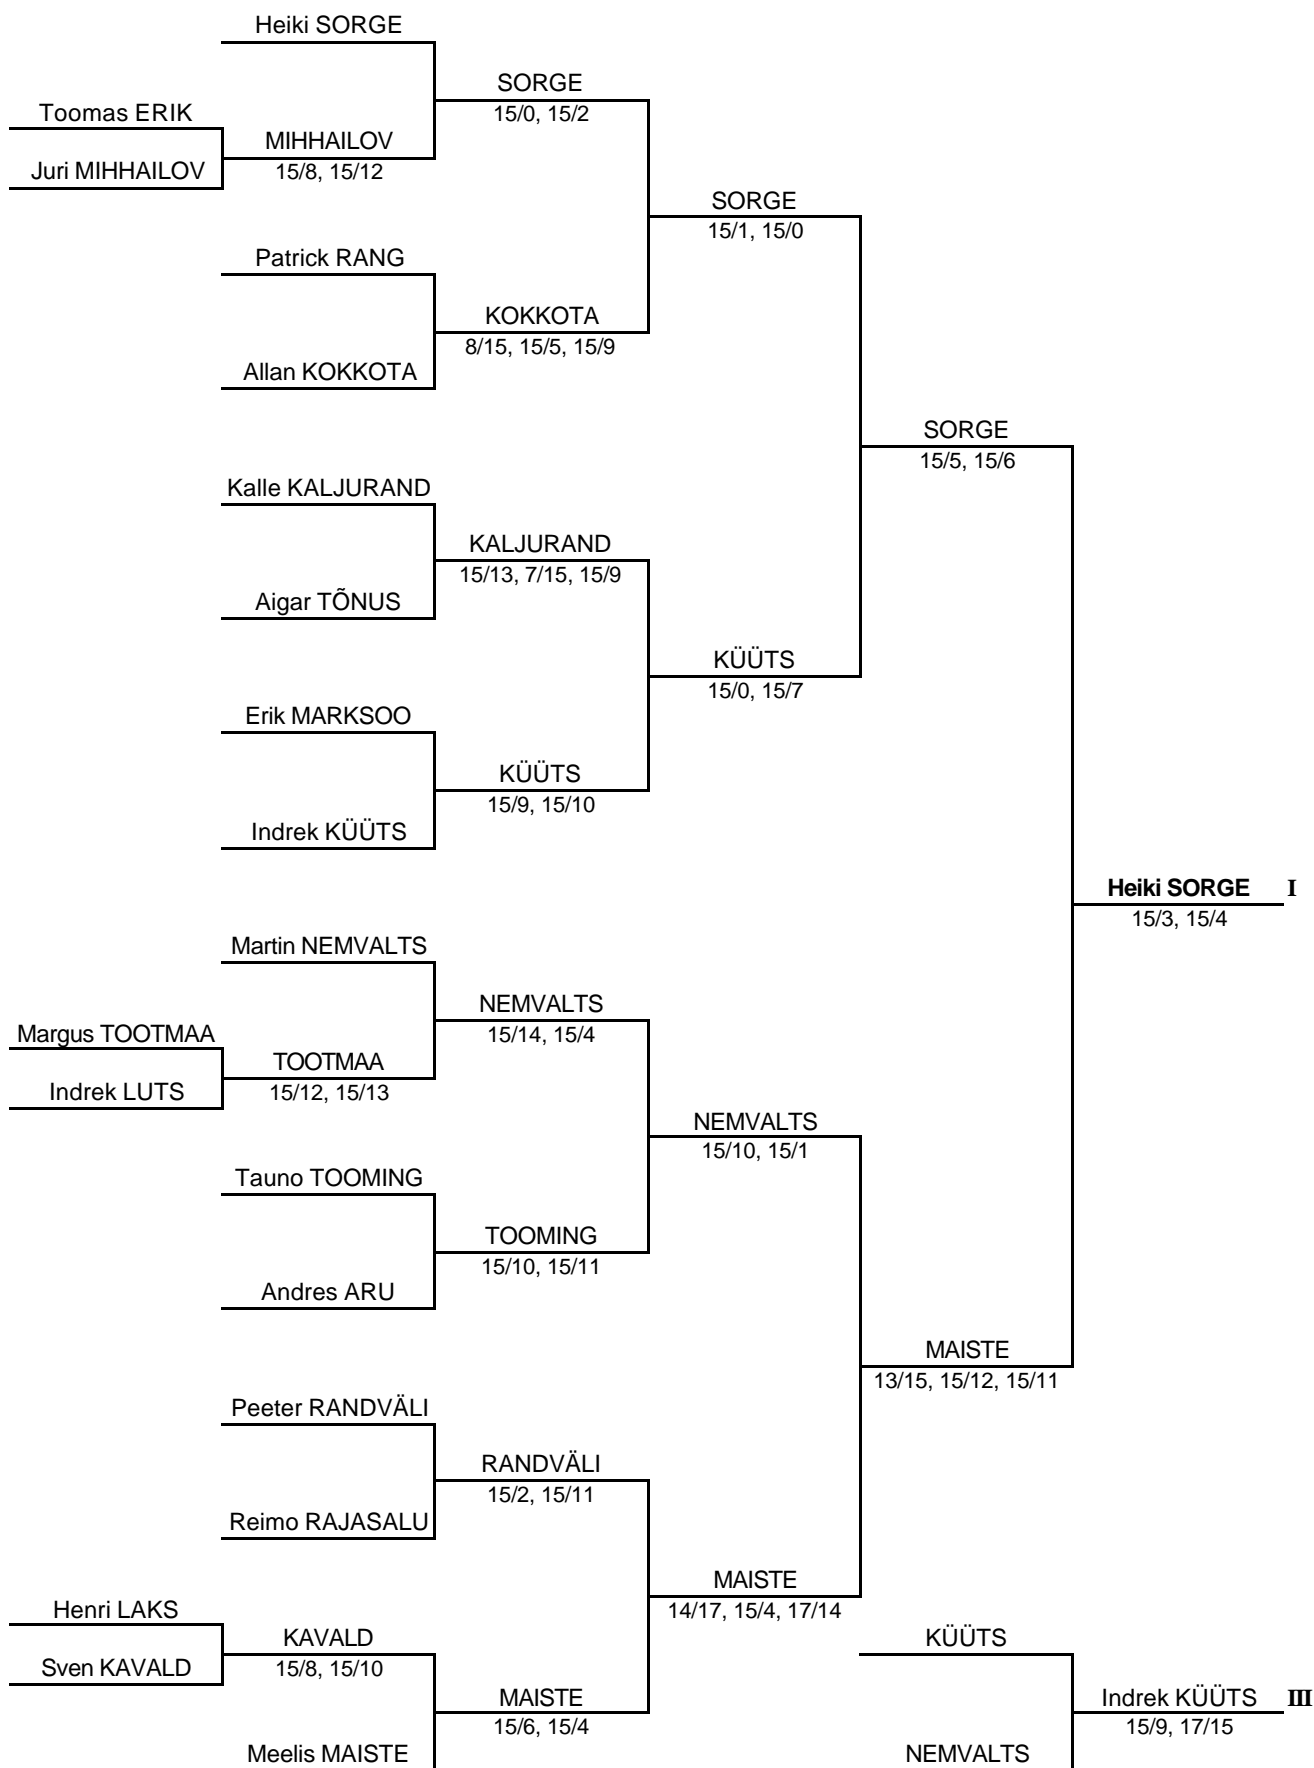 Heiki SORGE
SORGE
15/0, 15/2
Toomas ERIK
MIHHAILOV
15/8, 15/12
Juri MIHHAILOV
SORGE
15/1, 15/0
Patrick RANG
KOKKOTA
8/15, 15/5, 15/9
Allan KOKKOTA
SORGE
15/5, 15/6
Kalle KALJURAND
KALJURAND
15/13, 7/15, 15/9
Aigar TÕNUS
KÜÜTS
15/0, 15/7
Erik MARKSOO
KÜÜTS
15/9, 15/10
Indrek KÜÜTS
Heiki SORGE I
15/3, 15/4
Martin NEMVALTS
NEMVALTS
15/14, 15/4
Margus TOOTMAA
TOOTMAA
15/12, 15/13
Indrek LUTS
NEMVALTS
15/10, 15/1
Tauno TOOMING
TOOMING
15/10, 15/11
Andres ARU
MAISTE
13/15, 15/12, 15/11
Peeter RANDVÄLI
RANDVÄLI
15/2, 15/11
Reimo RAJASALU
MAISTE
14/17, 15/4, 17/14
Henri LAKS
KAVALD
15/8, 15/10
Sven KAVALD
MAISTE
15/6, 15/4
Meelis MAISTE
KÜÜTS
Indrek KÜÜTS III
15/9, 17/15
NEMVALTS